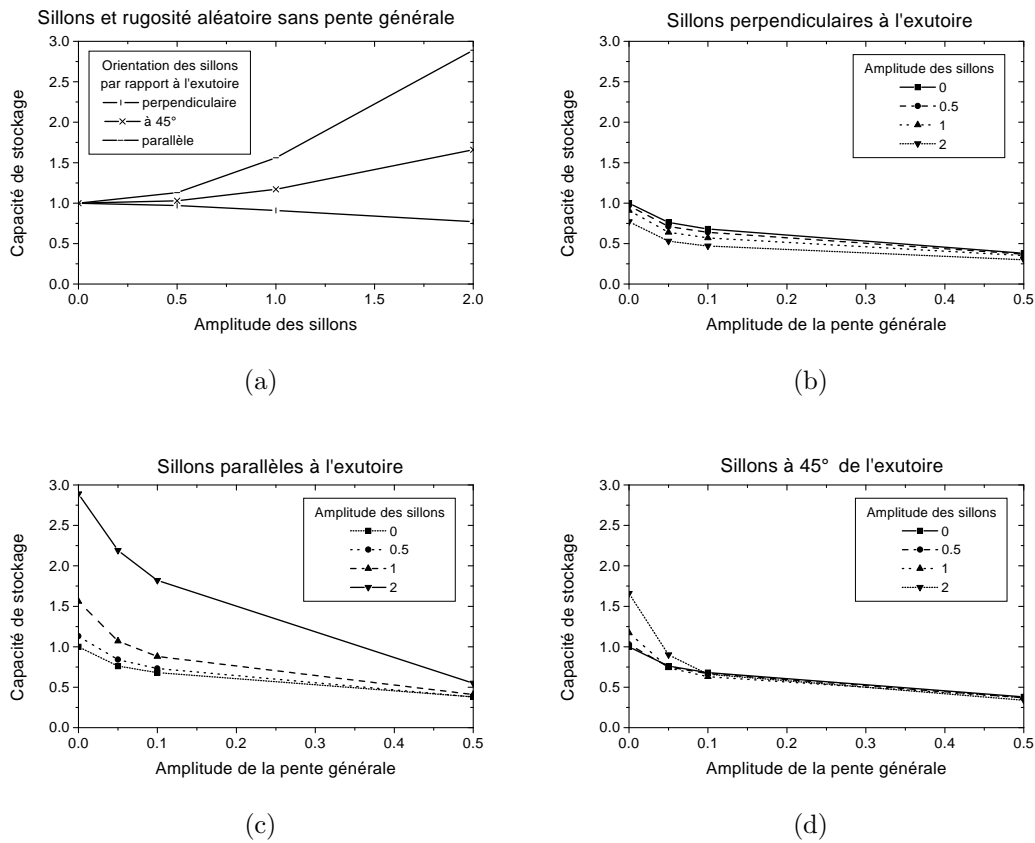 Sillons et rugosité aléatoire sans pente générale
3.0
2.5
2.0
1.5
1.0
0.5
0.0
Capacité de stockage
Orientation des sillons
par rapport à l'exutoire
perpendiculaire
à 45°
parallèle
0.0 0.5 1.0 1.5 2.0
Amplitude des sillons
(a)
Sillons perpendiculaires à l'exutoire
3.0
2.5
2.0
1.5
1.0
0.5
0.0
Capacité de stockage
Amplitude des sillons
0
0.5
1
2
0.0 0.1 0.2 0.3 0.4 0.5
Amplitude de la pente générale
(b)
Sillons parallèles à l'exutoire
3.0
2.5
2.0
1.5
1.0
0.5
0.0
Capacité de stockage
Amplitude des sillons
0
0.5
1
2
0.0 0.1 0.2 0.3 0.4 0.5
Amplitude de la pente générale
(c)
Sillons à 45° de l'exutoire
3.0
2.5
2.0
1.5
1.0
0.5
0.0
Capacité de stockage
Amplitude des sillons
0
0.5
1
2
0.0 0.1 0.2 0.3 0.4 0.5
Amplitude de la pente générale
(d)